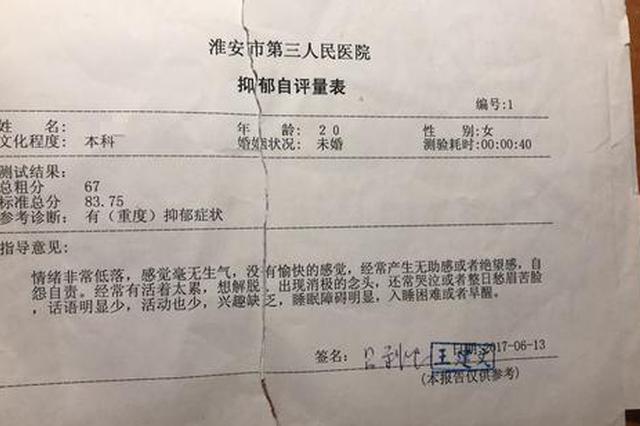 淮安市第三人民医院
抑郁自评量表
编号:1
姓 名: 年 龄: 20 性 别:女
文化程度: 本科 婚姻状况: 未婚 测验耗时:00:00:40
测试结果:
总粗分 67
标准总分 83.75
参考诊断: 有（重度）抑郁症状
指导意见:
情绪非常低落，感觉毫无生气，没有愉快的感觉，经常产生无助感或者绝望感，自
怨自责。经常有活着太累，想解脱、出现消极的念头，还常哭泣或者整日愁眉苦脸
，话语明显少，活动也少，兴趣缺乏，睡眠障碍明显，入睡困难或者早醒。
签名: 日期:2017-06-13
(本报告仅供参考)